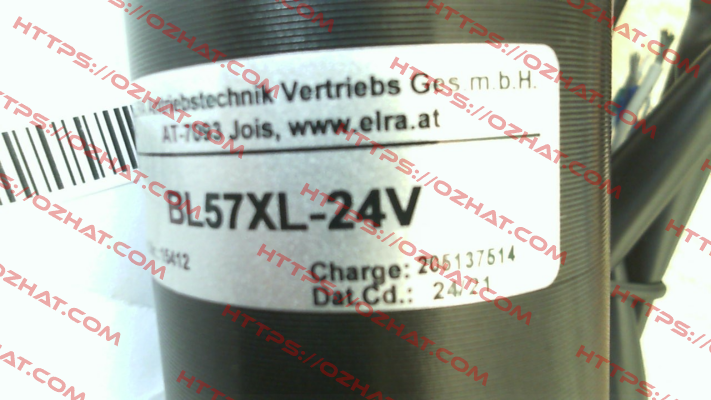 Vertriebs Ges m.b.H.
AT-7093 Jois, www.elra.at
BL57XL-24V
15412
Charge: 205137514
Dat.Cd.: 24/21
HTTPS://OZHAT.COM